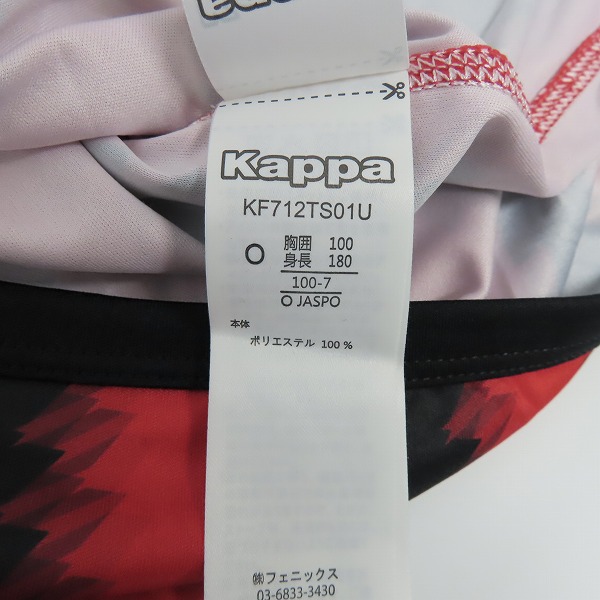 Kappa
Kappa
KF712TS01U
O 胸囲 100
身長 180
100-7
O JASPO
本体
ポリエステル 100 %
㈱フェニックス
03-6833-3430